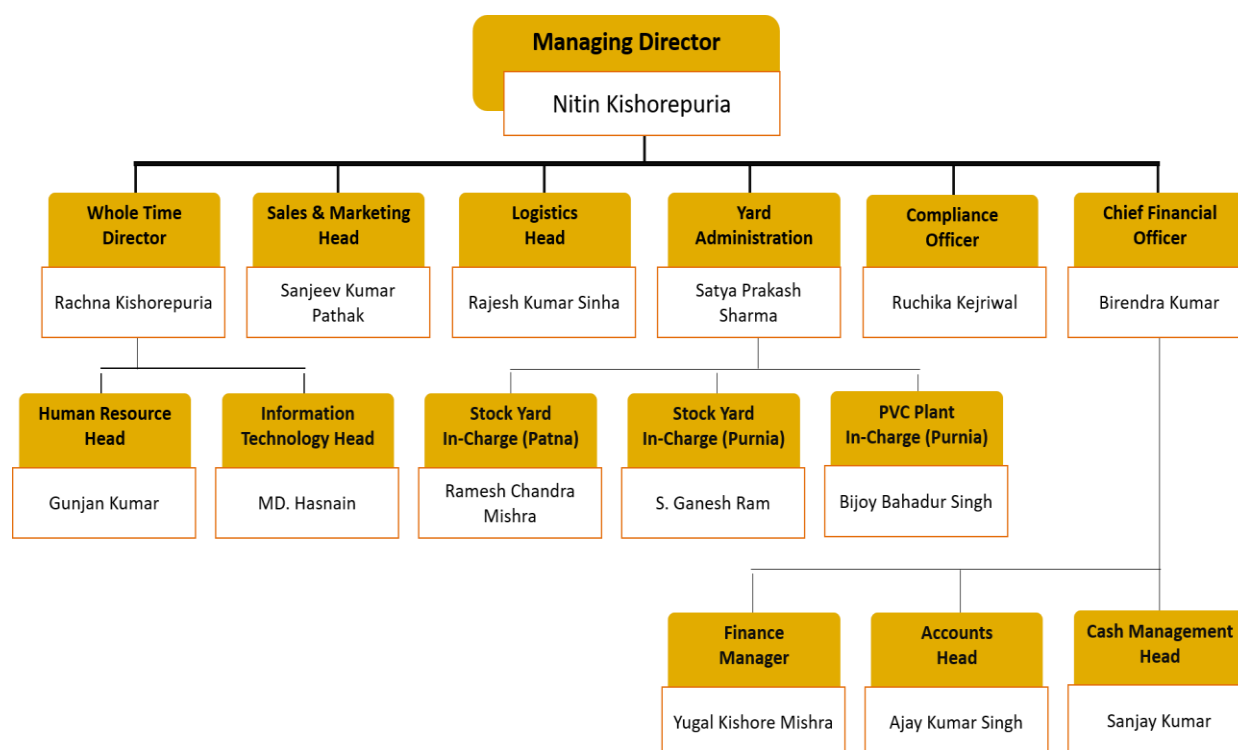 Managing Director
Nitin Kishorepuria
Whole Time
Director
Rachna Kishorepuria
Sales & Marketing
Head
Sanjeev Kumar
Pathak
Logistics
Head
Rajesh Kumar Sinha
Yard
Administration
Satya Prakash
Sharma
Compliance
Officer
Ruchika Kejriwal
Chief Financial
Officer
Birendra Kumar
Human Resource
Head
Gunjan Kumar
Information
Technology Head
MD. Hasnain
Stock Yard
In-Charge (Patna)
Ramesh Chandra
Mishra
Stock Yard
In-Charge (Purnia)
S. Ganesh Ram
PVC Plant
In-Charge (Purnia)
Bijoy Bahadur Singh
Finance
Manager
Yugal Kishore Mishra
Accounts
Head
Ajay Kumar Singh
Cash Management
Head
Sanjay Kumar